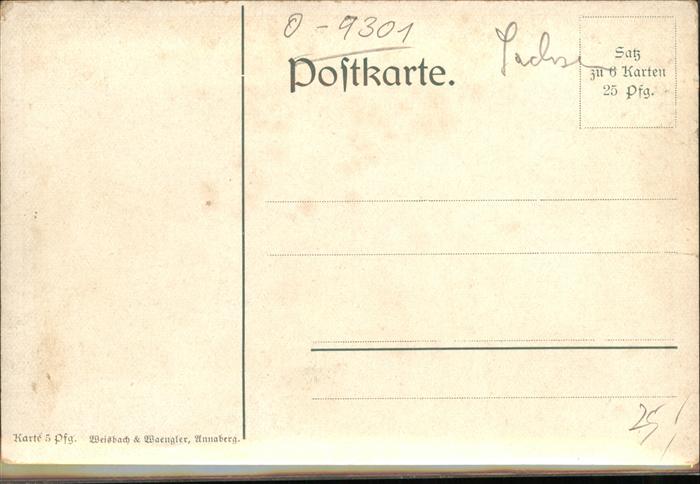 O-9301
Postkarte.
Sachsen
Satz
zu 6 Karten
25 Pfg.
25,
Karte 5 Pfg. Weisbach & Waengler, Annaberg.